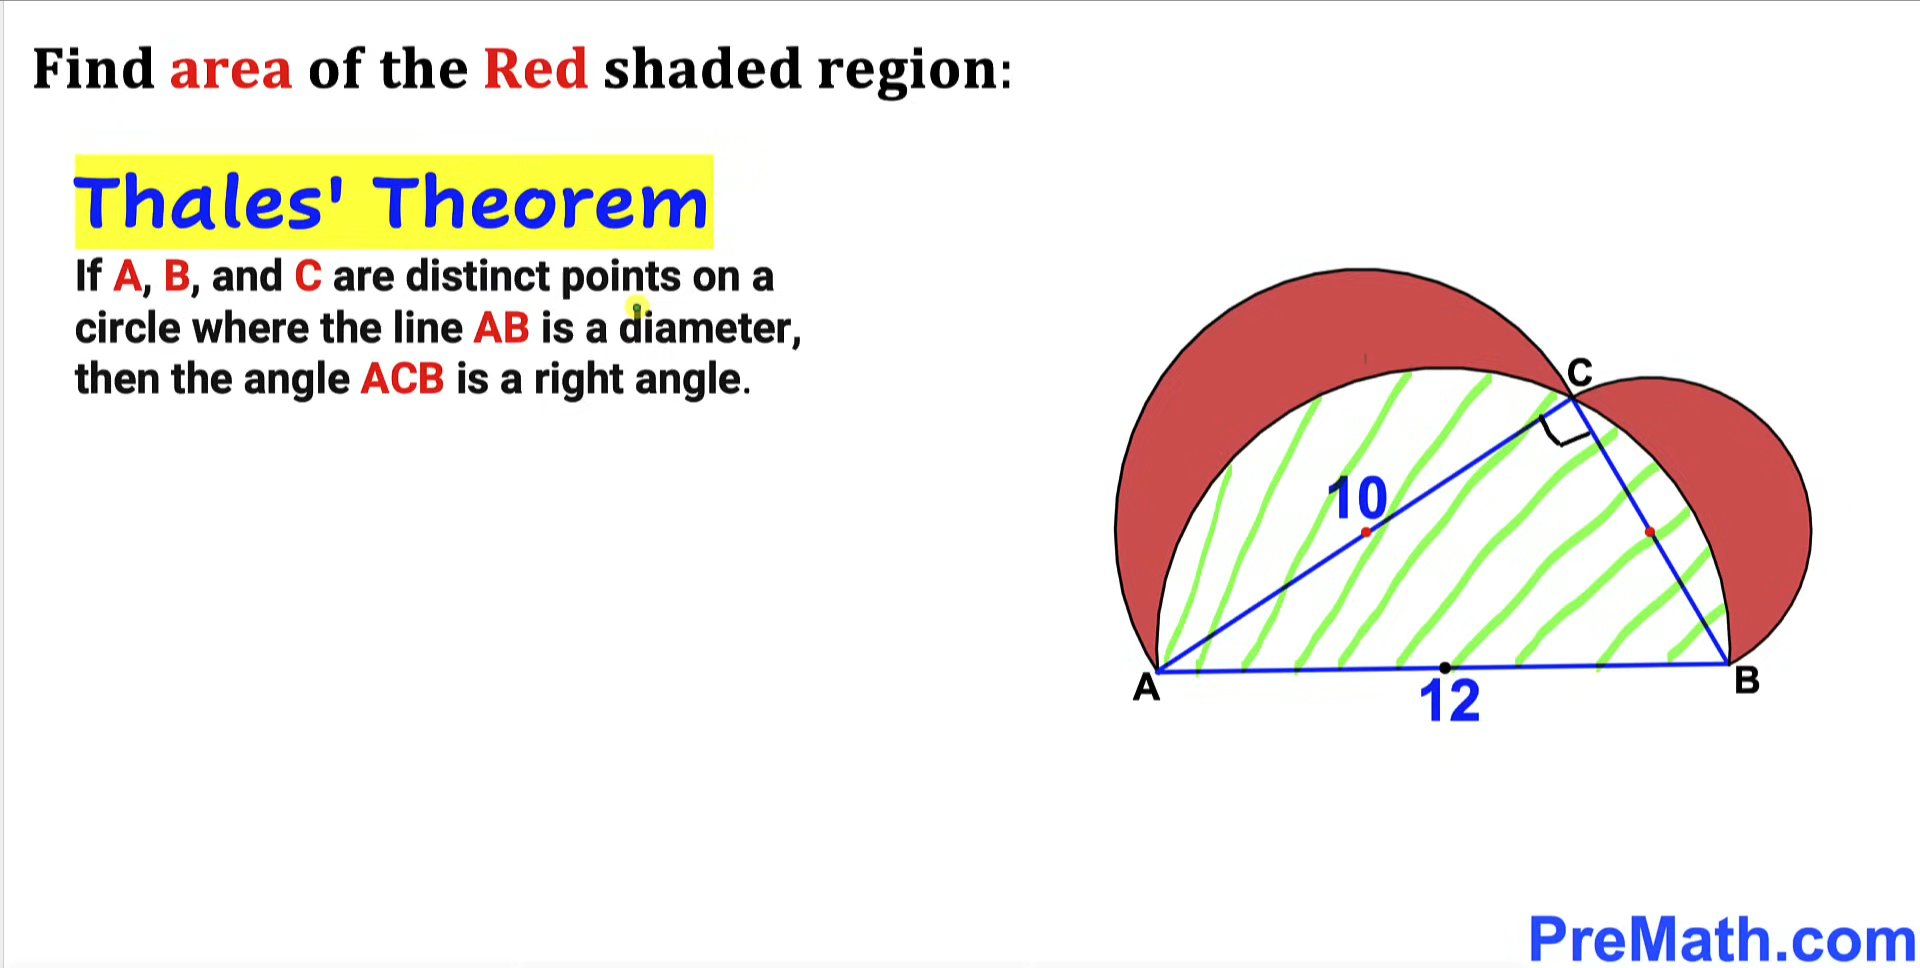 Find area of the Red shaded region:
Thales' Theorem
If A, B, and C are distinct points on a
circle where the line AB is a diameter,
then the angle ACB is a right angle.
C
10
A
B
12
PreMath.com